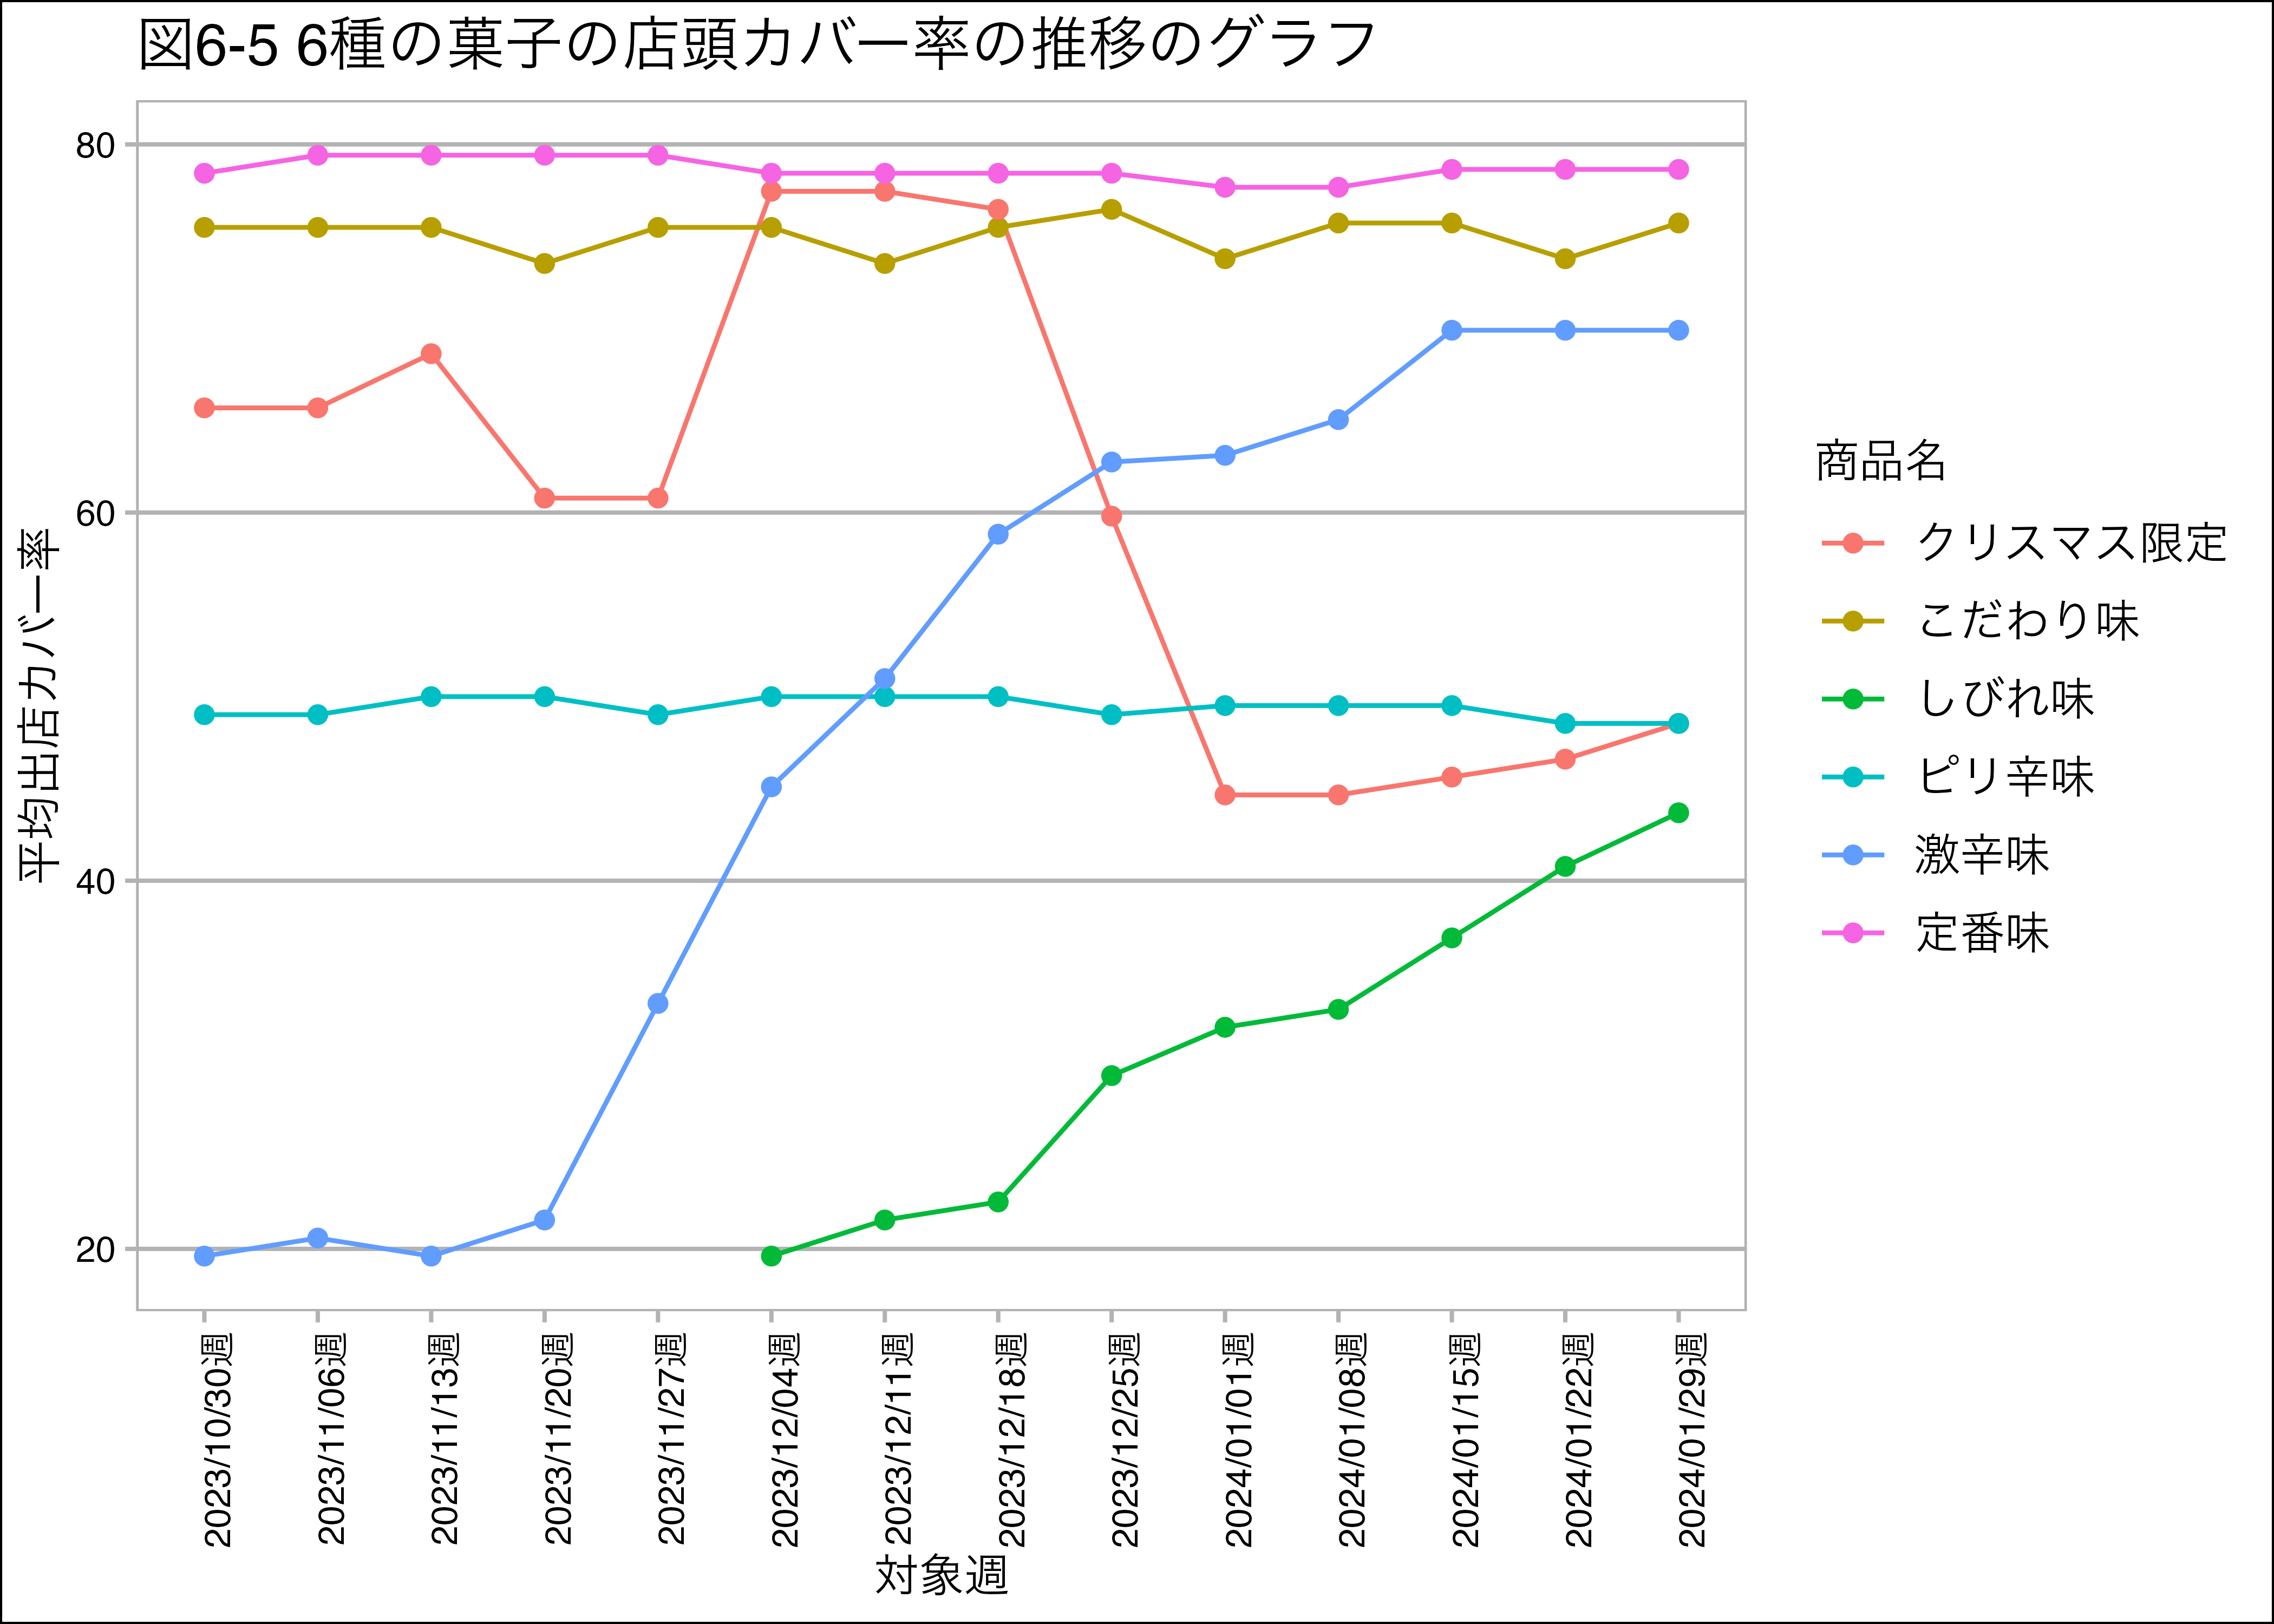 図6-5 6種の菓子の店頭カバー率の推移のグラフ
平均出店カバー率
80
60
40
20
2023/10/30週
2023/11/06週
2023/11/13週
2023/11/20週
2023/11/27週
2023/12/04週
2023/12/11週
2023/12/18週
2023/12/25週
2024/01/01週
2024/01/08週
2024/01/15週
2024/01/22週
2024/01/29週
対象週
商品名
クリスマス限定
こだわり味
しびれ味
ピリ辛味
激辛味
定番味